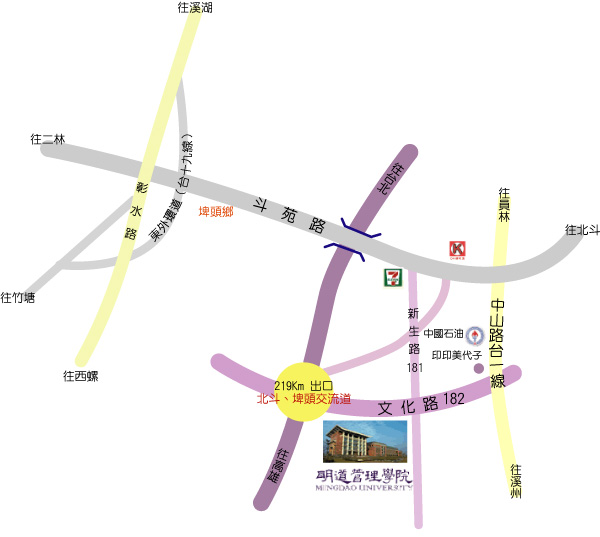 往溪湖
往二林
彰水路
東外環道（台十九線）
埤頭鄉
斗苑路
往台北
往員林
往北斗
K
7
往竹塘
新生路
181
中國石油
印印美代子
中山路台一線
往西螺
219Km 出口
北斗、埤頭交流道
文化路 182
往高雄
明道管理學院
MINGDAO UNIVERSITY
往溪州